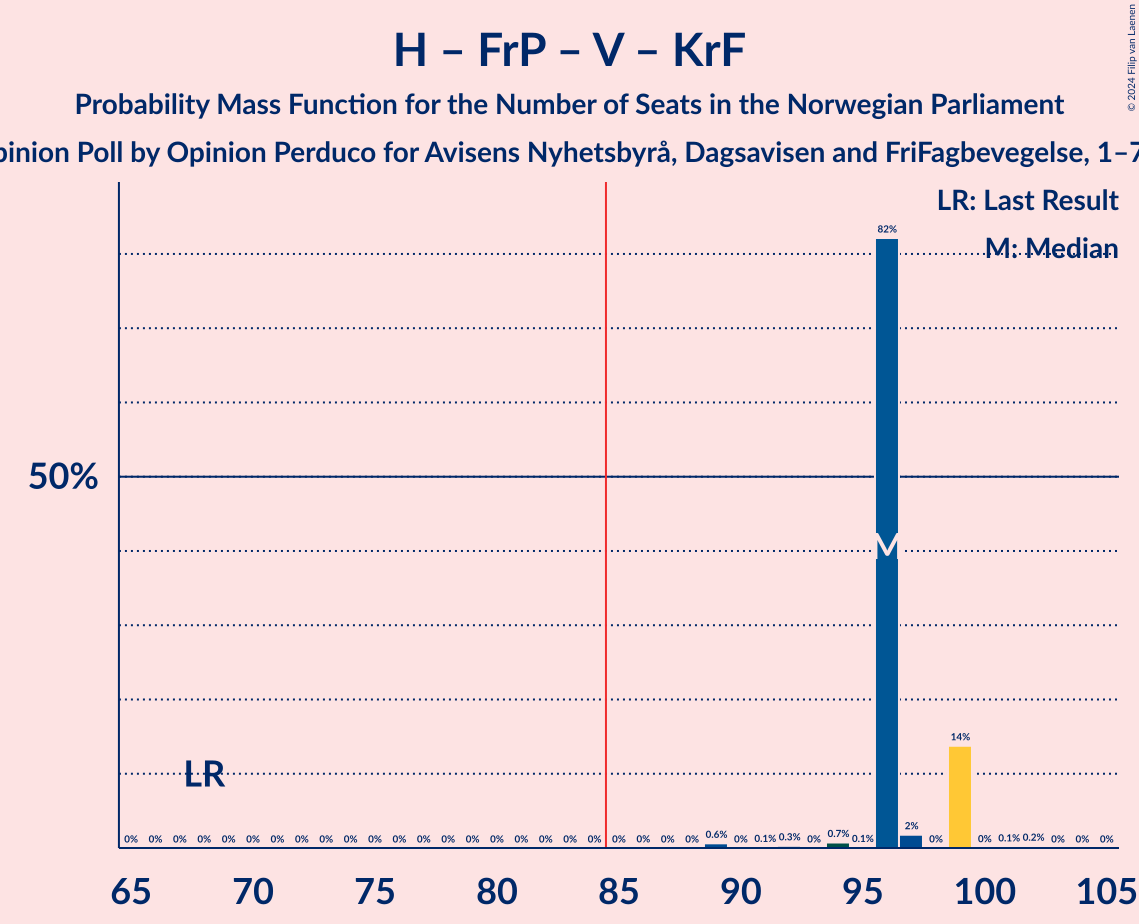 H – FrP – V – KrF
Probability Mass Function for the Number of Seats in the Norwegian Parliament
Opinion Poll by Opinion Perduco for Avisens Nyhetsbyrå, Dagsavisen and FriFagbevegelse, 1–7
© 2024 Filip van Laenen
LR: Last Result
M: Median
82%
50%
M
14%
LR
0% 0% 0% 0% 0% 0% 0% 0% 0% 0% 0% 0% 0% 0% 0% 0% 0% 0% 0% 0% 0% 0% 0% 0% 0.6% 0% 0.1% 0.3% 0% 0.7% 0.1% 2% 0% 0% 0.1% 0.2% 0% 0% 0%
65 70 75 80 85 90 95 100 105